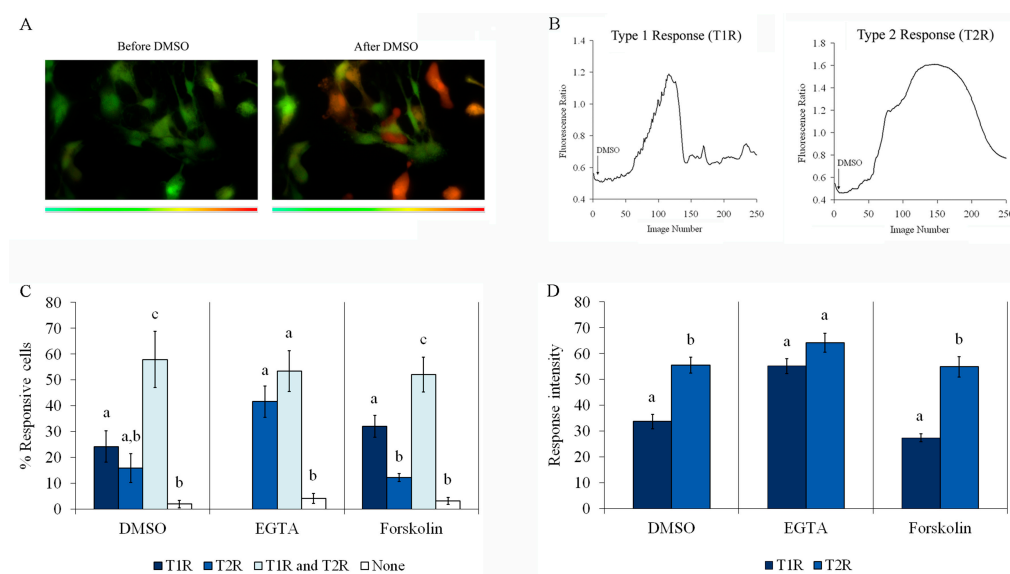 A
Before DMSO
After DMSO
B
Type 1 Response (T1R)
Fluorescence Ratio
1.4
1.2
1.0
0.8
0.6
0.4
DMSO
0
50
100
150
200
250
Image Number
Type 2 Response (T2R)
Fluorescence Ratio
1.8
1.6
1.4
1.2
1.0
0.8
0.6
0.4
DMSO
0
50
100
150
200
250
Image Number
C
% Responsive cells
80
70
60
50
40
30
20
10
0
a
a,b
c
b
a
a
b
a
b
c
b
DMSO
EGTA
Forskolin
T1R
T2R
T1R and T2R
None
D
Response intensity
80
70
60
50
40
30
20
10
0
a
b
a
a
a
b
DMSO
EGTA
Forskolin
T1R
T2R